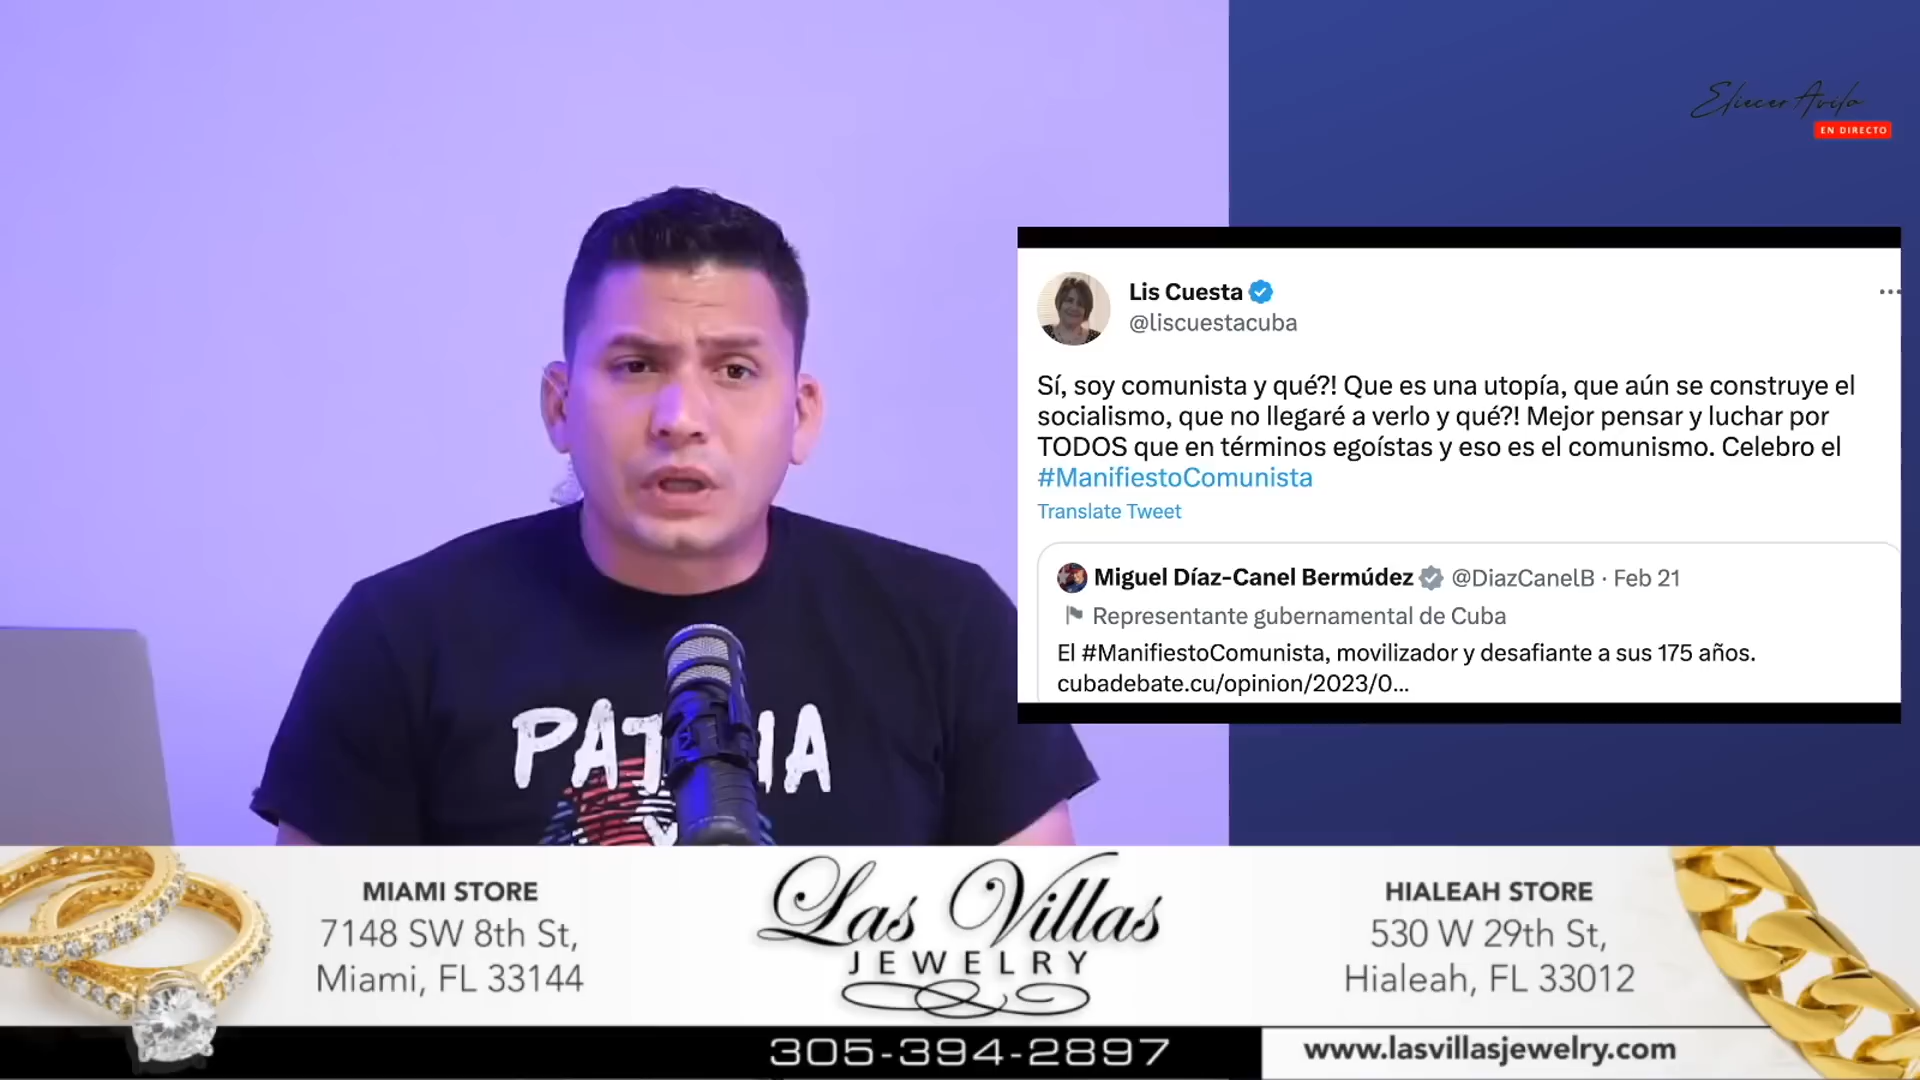 Eliecer Avila
EN DIRECTO
Lis Cuesta
@liscuestacuba
Sí, soy comunista y qué?! Que es una utopía, que aún se construye el
socialismo, que no llegaré a verlo y qué?! Mejor pensar y luchar por
TODOS que en términos egoístas y eso es el comunismo. Celebro el
#ManifiestoComunista
Translate Tweet
Miguel Díaz-Canel Bermúdez @DiazCanelB · Feb 21
Representante gubernamental de Cuba
El #ManifiestoComunista, movilizador y desafiante a sus 175 años.
cubadebate.cu/opinion/2023/0...
MIAMI STORE
7148 SW 8th St,
Miami, FL 33144
Las Villas
JEWELRY
HIALEAH STORE
530 W 29th St,
Hialeah, FL 33012
305-394-2897
www.lasvillasjewelry.com